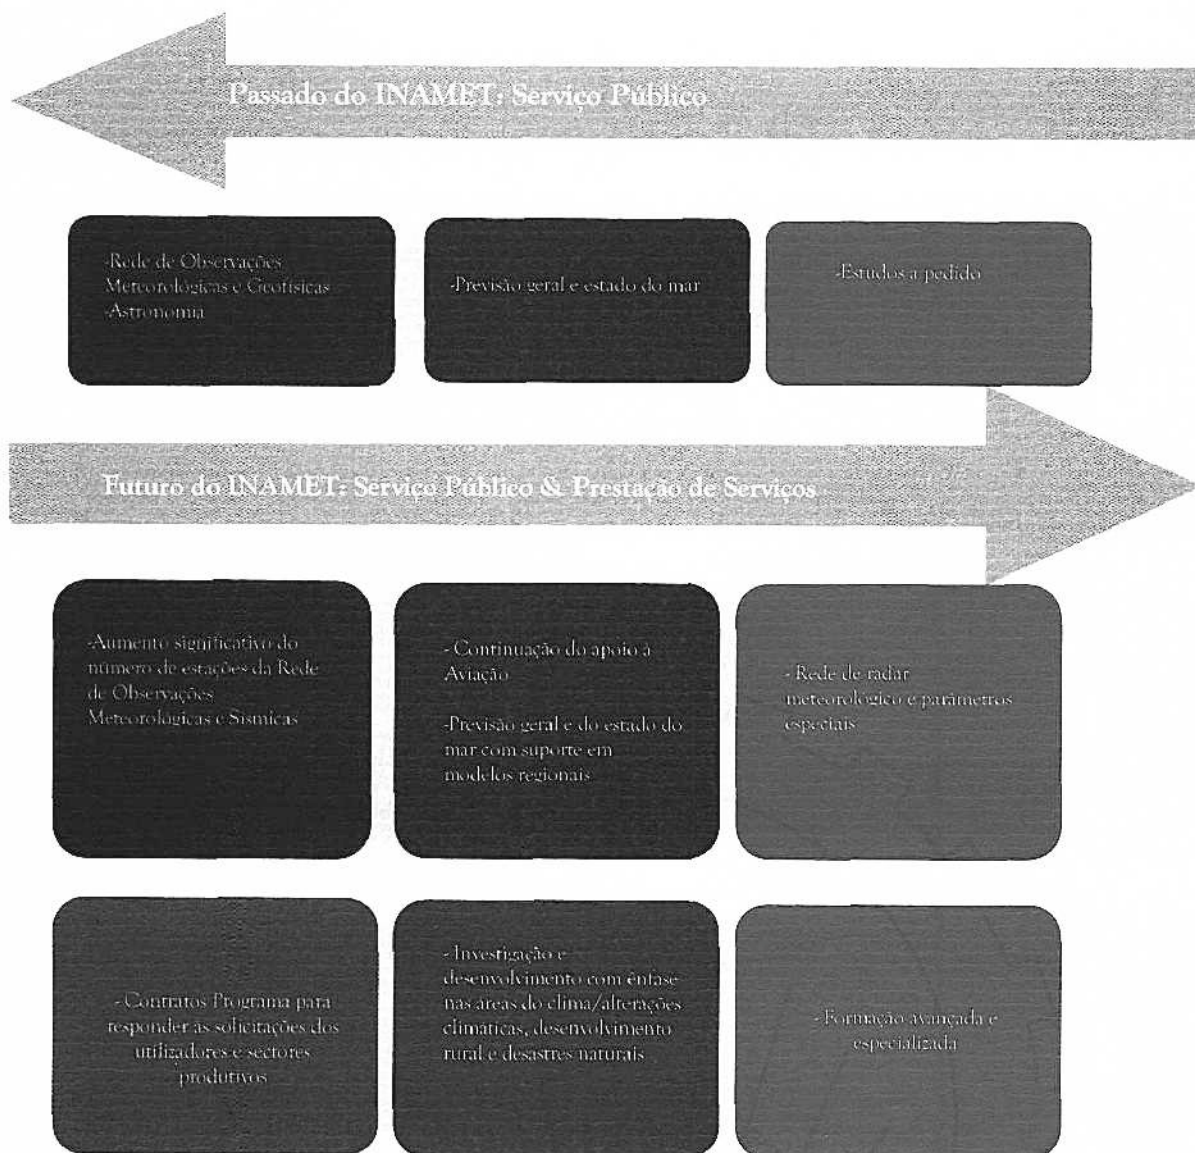 Passado do INAMET: Serviço Público
-Rede de Observações
Meteorológicas e Geofísicas
-Astronomia
-Previsão geral e estado do mar
-Estudos a pedido
Futuro do INAMET: Serviço Público & Prestação de Serviços
-Aumento significativo do
número de estações da Rede
de Observações
Meteorológicas e Sísmicas
- Continuação do apoio à
Aviação
-Previsão geral e do estado do
mar com suporte em
modelos regionais
- Rede de radar
meteorológico e parâmetros
especiais
- Contratos Programa para
responder às solicitações dos
utilizadores e sectores
produtivos
- Investigação e
desenvolvimento com ênfase
nas áreas do clima/alterações
climáticas, desenvolvimento
rural e desastres naturais
- Formação avançada e
especializada